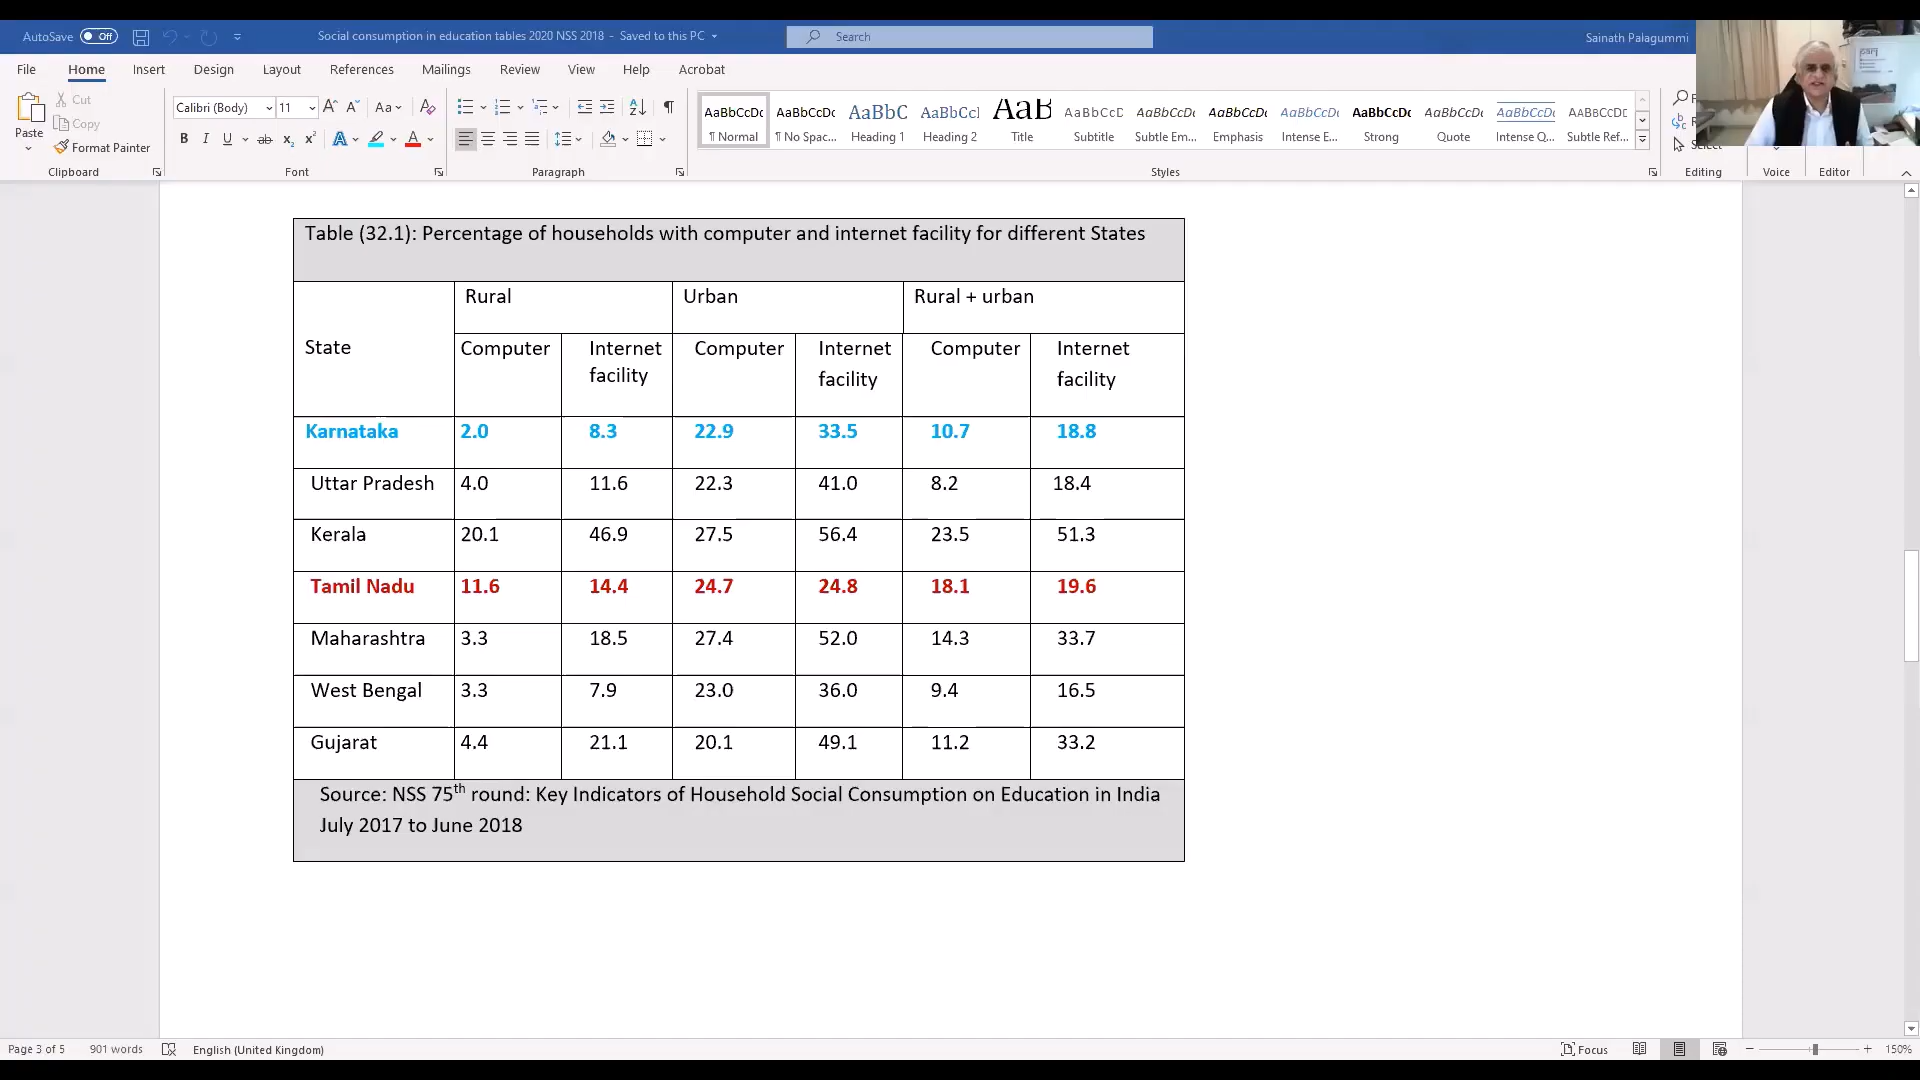 AutoSave Off
Social consumption in education tables 2020 NSS 2018 - Saved to this PC
Search
Sainath Palagummi
File Home Insert Design Layout References Mailings Review View Help Acrobat
Paste
Cut
Copy
Format Painter
Calibri (Body) 11
AaBbCcDc AaBbCcDc AaBbC AaBbCcI AaB AaBbCcD AaBbCcDc AaBbCcDc AaBbCcDc AaBbCcDc AaBbCcDc AaBbCcDc AABBCCDD
¶ Normal ¶ No Spac... Heading 1 Heading 2 Title Subtitle Subtle Em... Emphasis Intense E... Strong Quote Intense Q... Subtle Ref...
Select
Clipboard Font Paragraph Styles Editing Voice Editor
Table (32.1): Percentage of households with computer and internet facility for different States
State Rural Urban Rural + urban
Computer Internet facility Computer Internet facility Computer Internet facility
Karnataka 2.0 8.3 22.9 33.5 10.7 18.8
Uttar Pradesh 4.0 11.6 22.3 41.0 8.2 18.4
Kerala 20.1 46.9 27.5 56.4 23.5 51.3
Tamil Nadu 11.6 14.4 24.7 24.8 18.1 19.6
Maharashtra 3.3 18.5 27.4 52.0 14.3 33.7
West Bengal 3.3 7.9 23.0 36.0 9.4 16.5
Gujarat 4.4 21.1 20.1 49.1 11.2 33.2
Source: NSS 75th round: Key Indicators of Household Social Consumption on Education in India
July 2017 to June 2018
Page 3 of 5 901 words English (United Kingdom) Focus 150%